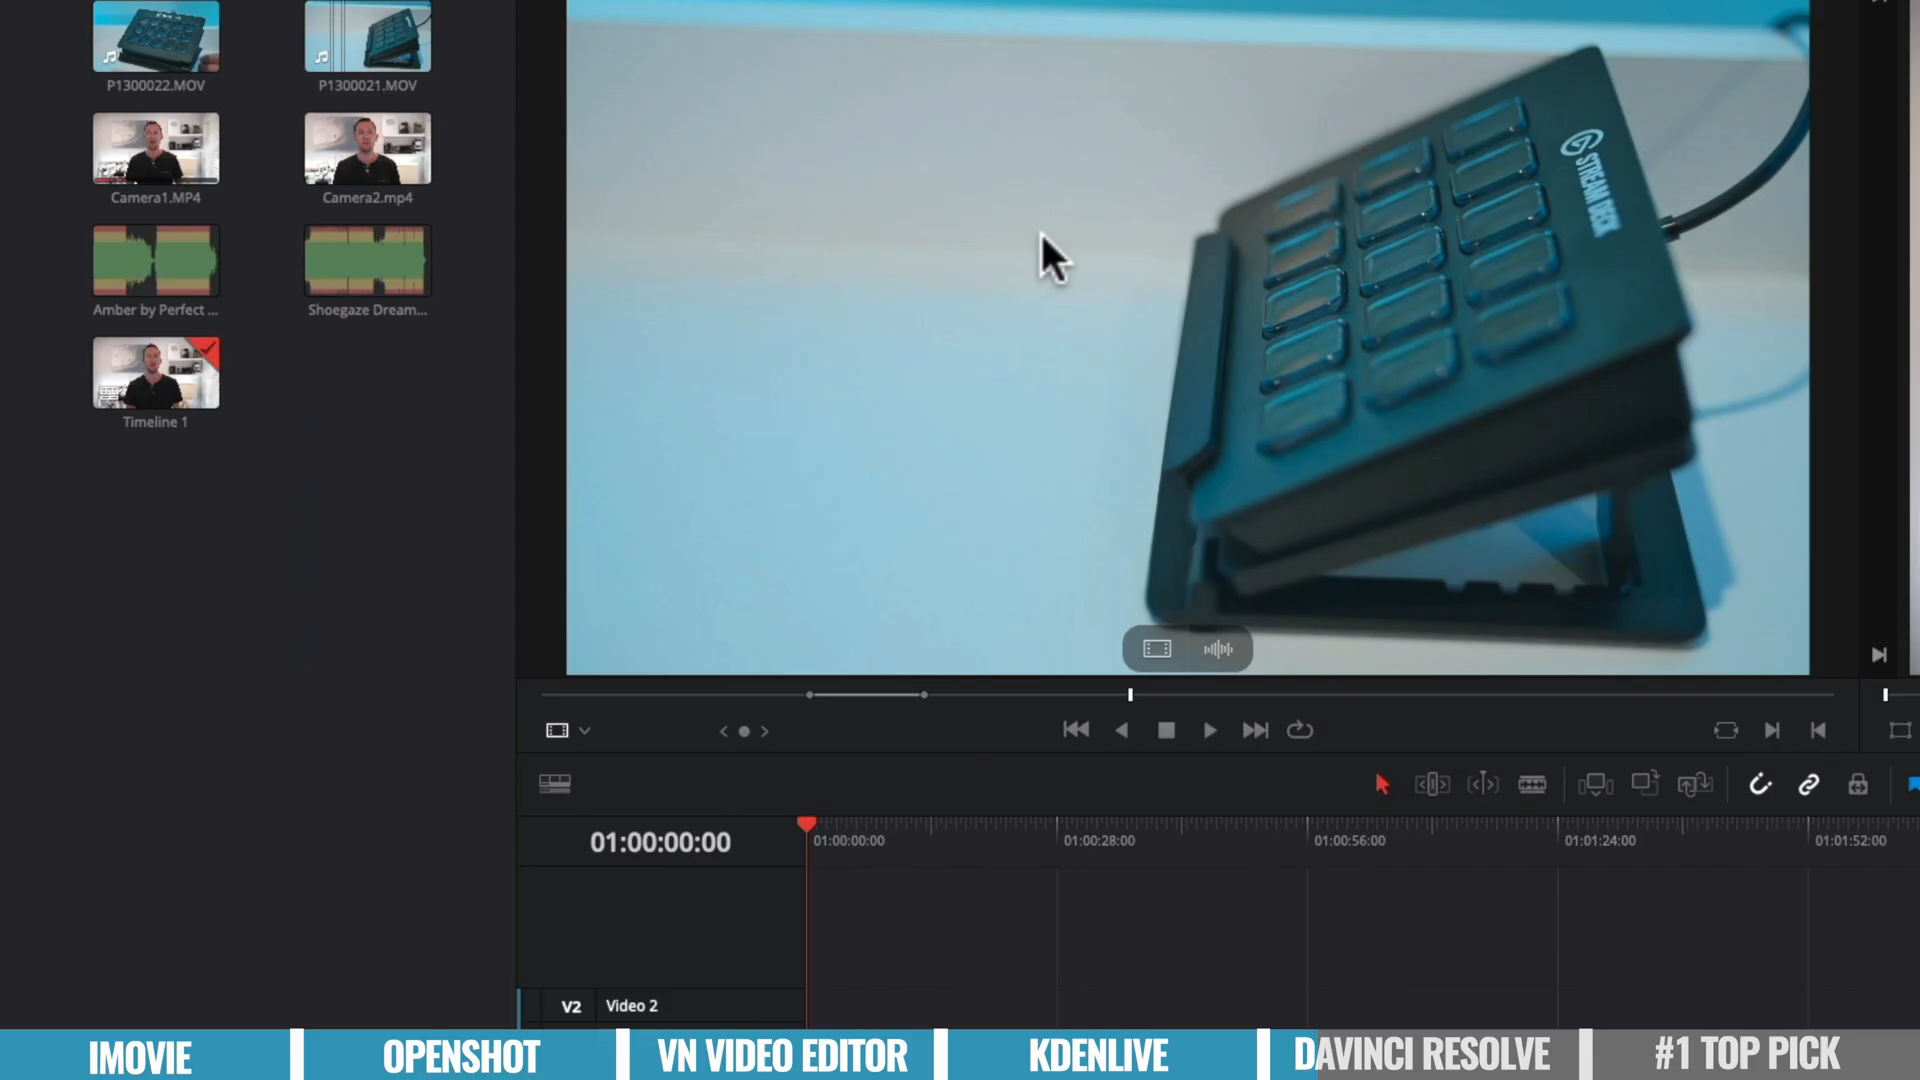 P1300022.MOV
P1300021.MOV
STREAM DECK
Camera1.MP4
Camera2.mp4
Amber by Perfect ...
Shoegaze Dream...
Timeline 1
01:00:00:00
01:00:00:00
01:00:28:00
01:00:56:00
01:01:24:00
01:01:52:00
V2
Video 2
IMOVIE
OPENSHOT
VN VIDEO EDITOR
KDENLIVE
DAVINCI RESOLVE
#1 TOP PICK